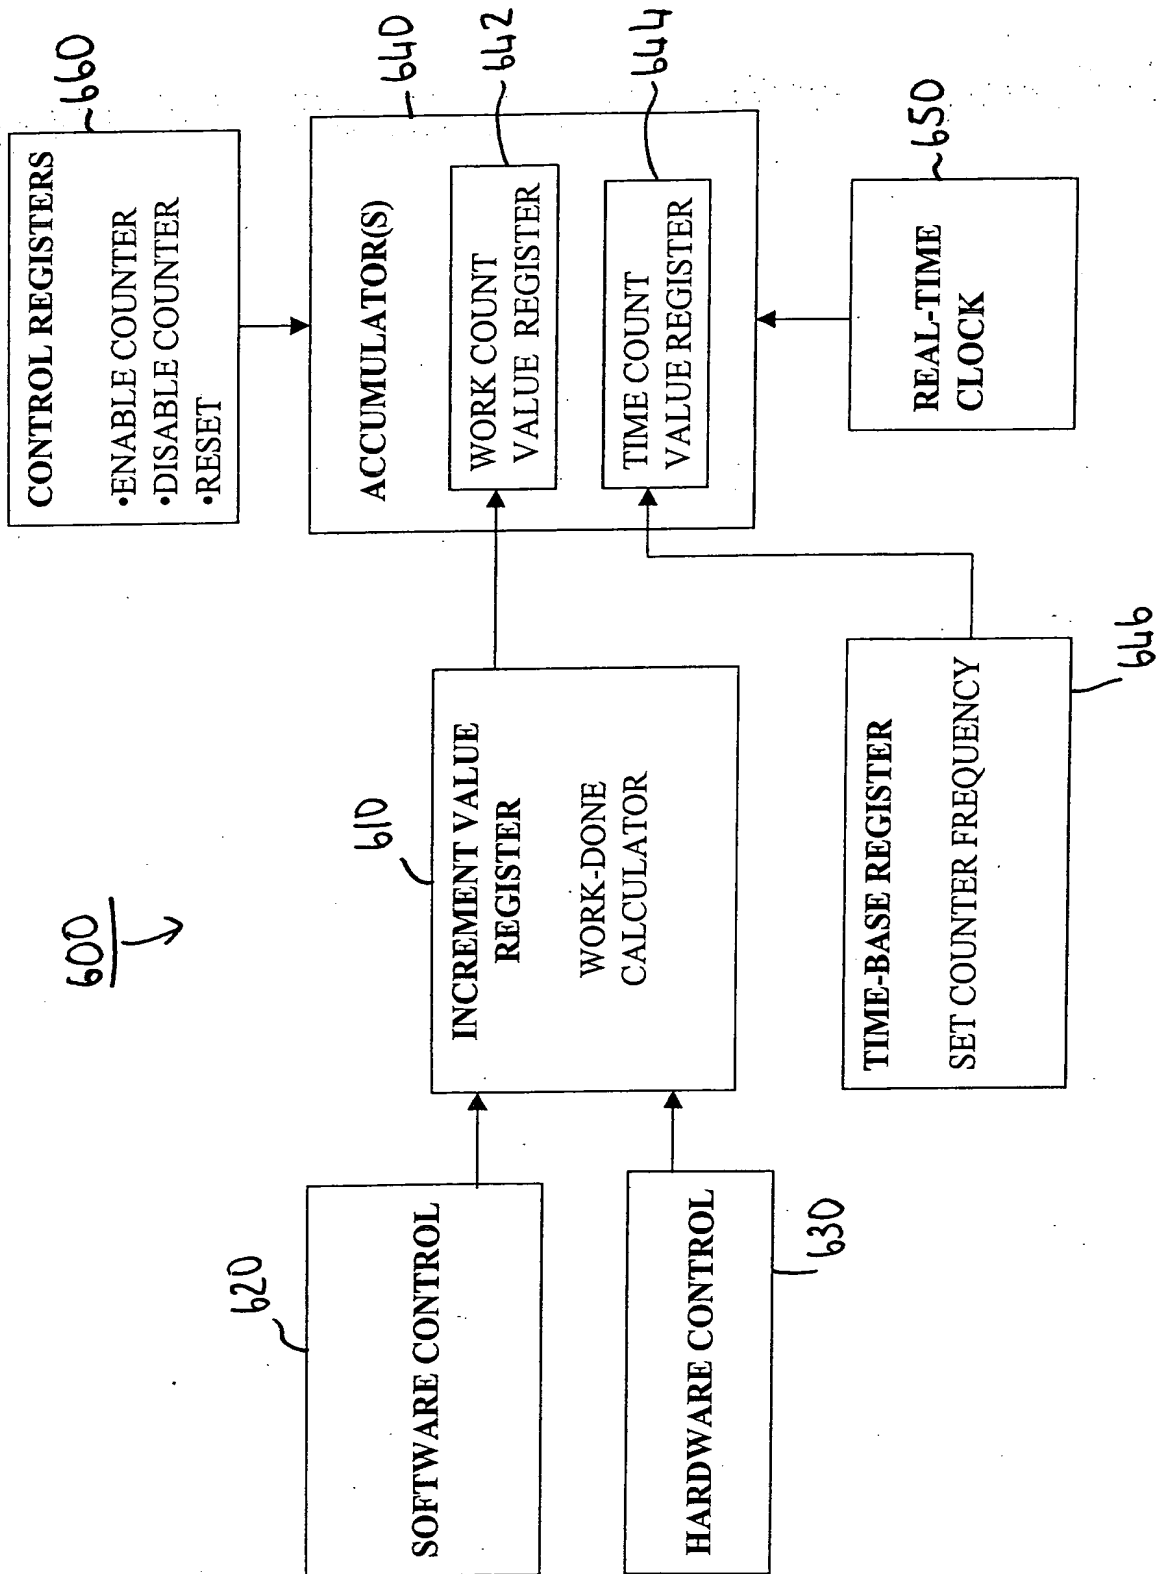 600
SOFTWARE CONTROL
620
HARDWARE CONTROL
630
INCREMENT VALUE
REGISTER
WORK-DONE
CALCULATOR
610
TIME-BASE REGISTER
SET COUNTER FREQUENCY
646
CONTROL REGISTERS
•ENABLE COUNTER
•DISABLE COUNTER
•RESET
660
ACCUMULATOR(S)
640
WORK COUNT
VALUE REGISTER
642
TIME COUNT
VALUE REGISTER
644
REAL-TIME
CLOCK
650